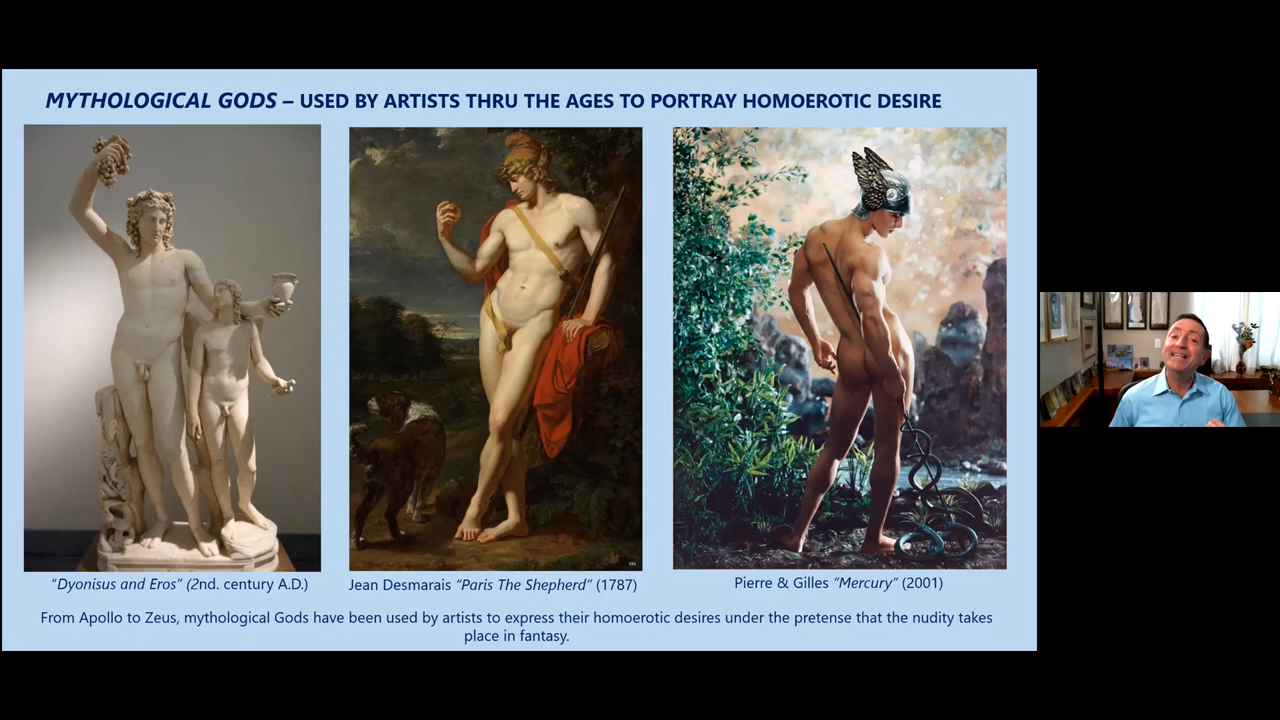 MYTHOLOGICAL GODS – USED BY ARTISTS THRU THE AGES TO PORTRAY HOMOEROTIC DESIRE
“Dyonisus and Eros” (2nd. century A.D.)
Jean Desmarais “Paris The Shepherd” (1787)
Pierre & Gilles “Mercury” (2001)
From Apollo to Zeus, mythological Gods have been used by artists to express their homoerotic desires under the pretense that the nudity takes
place in fantasy.